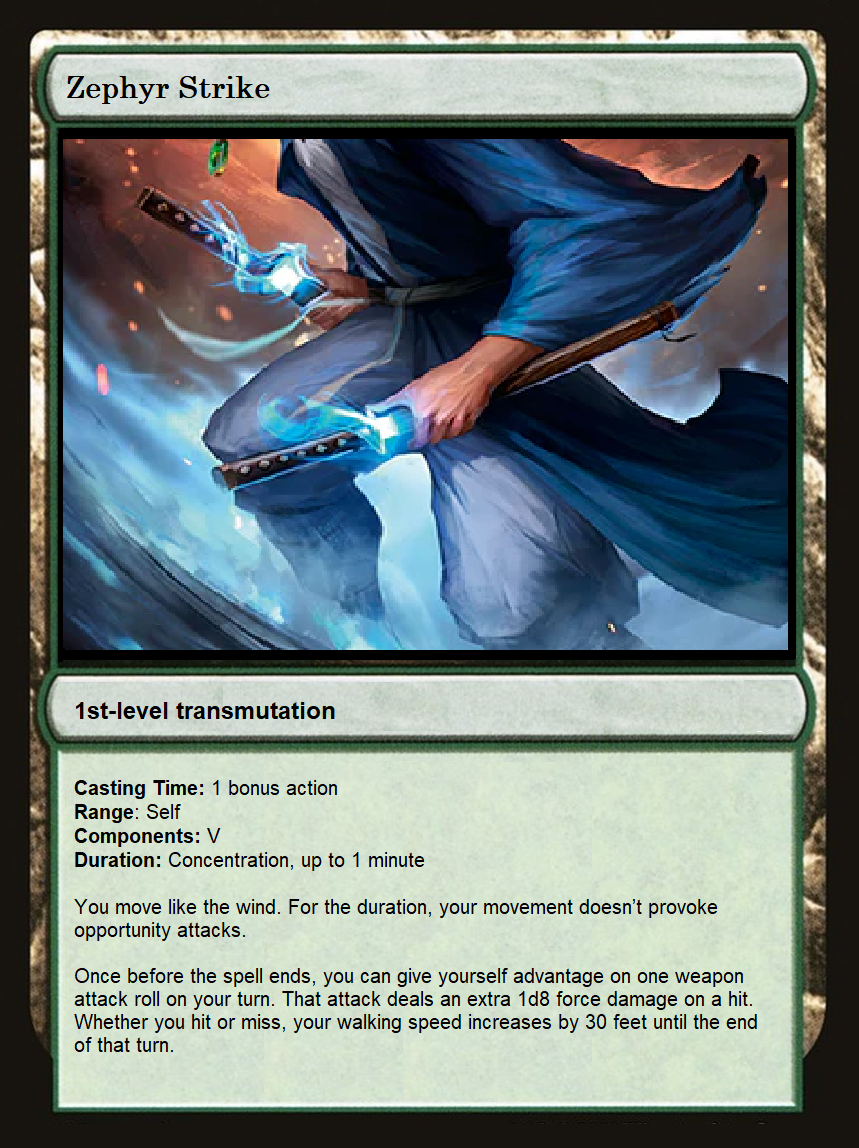 Zephyr Strike
1st-level transmutation
Casting Time: 1 bonus action
Range: Self
Components: V
Duration: Concentration, up to 1 minute
You move like the wind. For the duration, your movement doesn’t provoke
opportunity attacks.
Once before the spell ends, you can give yourself advantage on one weapon
attack roll on your turn. That attack deals an extra 1d8 force damage on a hit.
Whether you hit or miss, your walking speed increases by 30 feet until the end
of that turn.